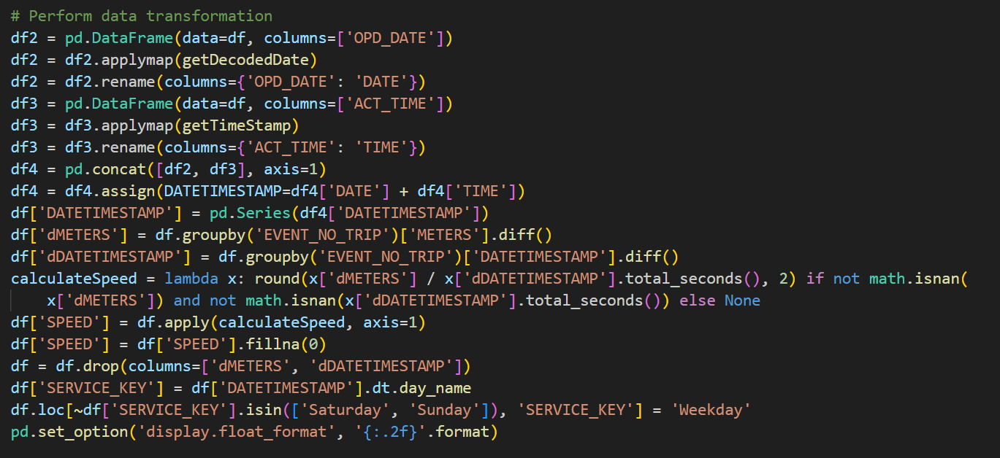 # Perform data transformation
df2 = pd.DataFrame(data=df, columns=['OPD_DATE'])
df2 = df2.applymap(getDecodedDate)
df2 = df2.rename(columns={'OPD_DATE': 'DATE'})
df3 = pd.DataFrame(data=df, columns=['ACT_TIME'])
df3 = df3.applymap(getTimeStamp)
df3 = df3.rename(columns={'ACT_TIME': 'TIME'})
df4 = pd.concat([df2, df3], axis=1)
df4 = df4.assign(DATETIMESTAMP=df4['DATE'] + df4['TIME'])
df['DATETIMESTAMP'] = pd.Series(df4['DATETIMESTAMP'])
df['dMETERS'] = df.groupby('EVENT_NO_TRIP')['METERS'].diff()
df['dDATETIMESTAMP'] = df.groupby('EVENT_NO_TRIP')['DATETIMESTAMP'].diff()
calculateSpeed = lambda x: round(x['dMETERS'] / x['dDATETIMESTAMP'].total_seconds(), 2) if not math.isnan(
    x['dMETERS']) and not math.isnan(x['dDATETIMESTAMP'].total_seconds()) else None
df['SPEED'] = df.apply(calculateSpeed, axis=1)
df['SPEED'] = df['SPEED'].fillna(0)
df = df.drop(columns=['dMETERS', 'dDATETIMESTAMP'])
df['SERVICE_KEY'] = df['DATETIMESTAMP'].dt.day_name
df.loc[~df['SERVICE_KEY'].isin(['Saturday', 'Sunday']), 'SERVICE_KEY'] = 'Weekday'
pd.set_option('display.float_format', '{:.2f}'.format)